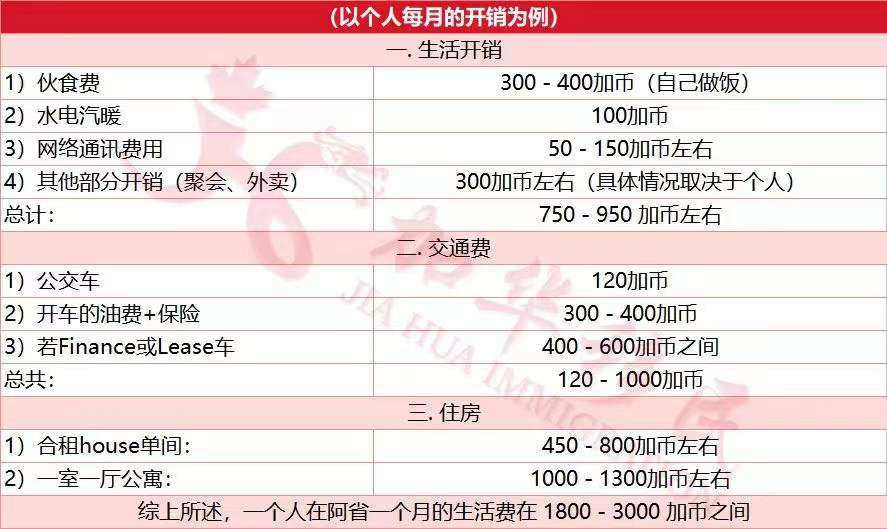 （以个人每月的开销为例）
一. 生活开销
1）伙食费 300 - 400加币（自己做饭）
2）水电汽暖 100加币
3）网络通讯费用 50 - 150加币左右
4）其他部分开销（聚会、外卖） 300加币左右（具体情况取决于个人）
总计： 750 - 950 加币左右
二. 交通费
1）公交车 120加币
2）开车的油费+保险 300 - 400加币
3）若Finance或Lease车 400 - 600加币之间
总共： 120 - 1000加币
三. 住房
1）合租house单间： 450 - 800加币左右
2）一室一厅公寓： 1000 - 1300加币左右
综上所述，一个人在阿省一个月的生活费在 1800 - 3000 加币之间
加华移民
JIA HUA IMMIGRATION